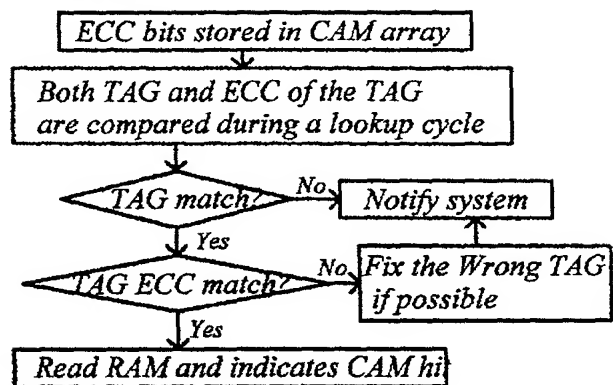 ECC bits stored in CAM array
Both TAG and ECC of the TAG
are compared during a lookup cycle
TAG match?
No
Notify system
Yes
TAG ECC match?
No
Fix the Wrong TAG
if possible
Yes
Read RAM and indicates CAM hi